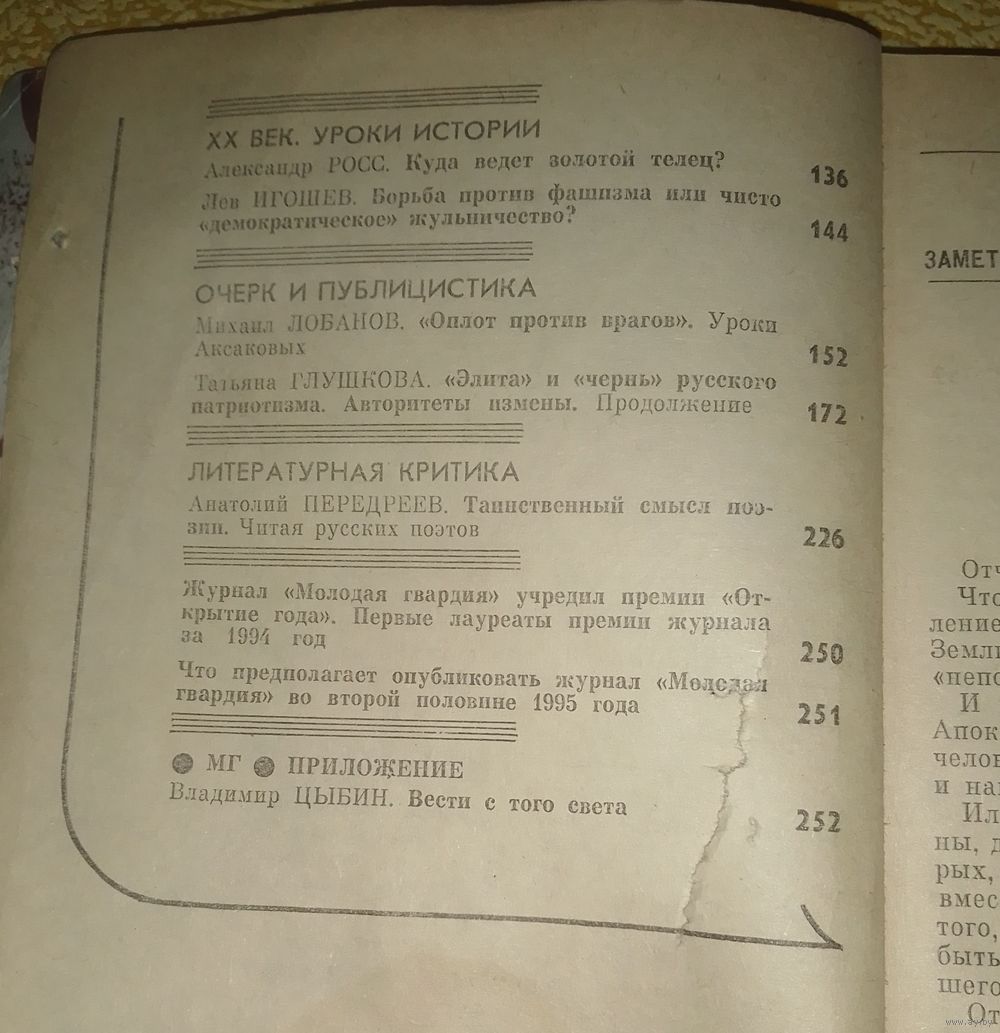 ХХ ВЕК. УРОКИ ИСТОРИИ
Александр РОСС. Куда ведет золотой телец?
136
Лев ИГОШЕВ. Борьба против фашизма или чисто
«демократическое» жульничество?
144
ОЧЕРК И ПУБЛИЦИСТИКА
Михаил ЛОБАНОВ. «Оплот против врагов». Уроки
Аксаковых
152
Татьяна ГЛУШКОВА. «Элита» и «чернь» русского
патриотизма. Авторитеты измены. Продолжение
172
ЛИТЕРАТУРНАЯ КРИТИКА
Анатолий ПЕРЕДРЕЕВ. Таинственный смысл поэ-
зии. Читая русских поэтов
226
Журнал «Молодая гвардия» учредил премии «От-
крытие года». Первые лауреаты премии журнала
за 1994 год
250
Что предполагает опубликовать журнал «Молодая
гвардия» во второй половине 1995 года
251
МГ ПРИЛОЖЕНИЕ
Владимир ЦЫБИН. Вести с того света
252
ЗАМЕТ
Отч
Что
ление
Земли
«непо
И
Апок
челов
и на
Ил
ны, д
рых,
вмес
того,
быть
шего
От
www.ay.by